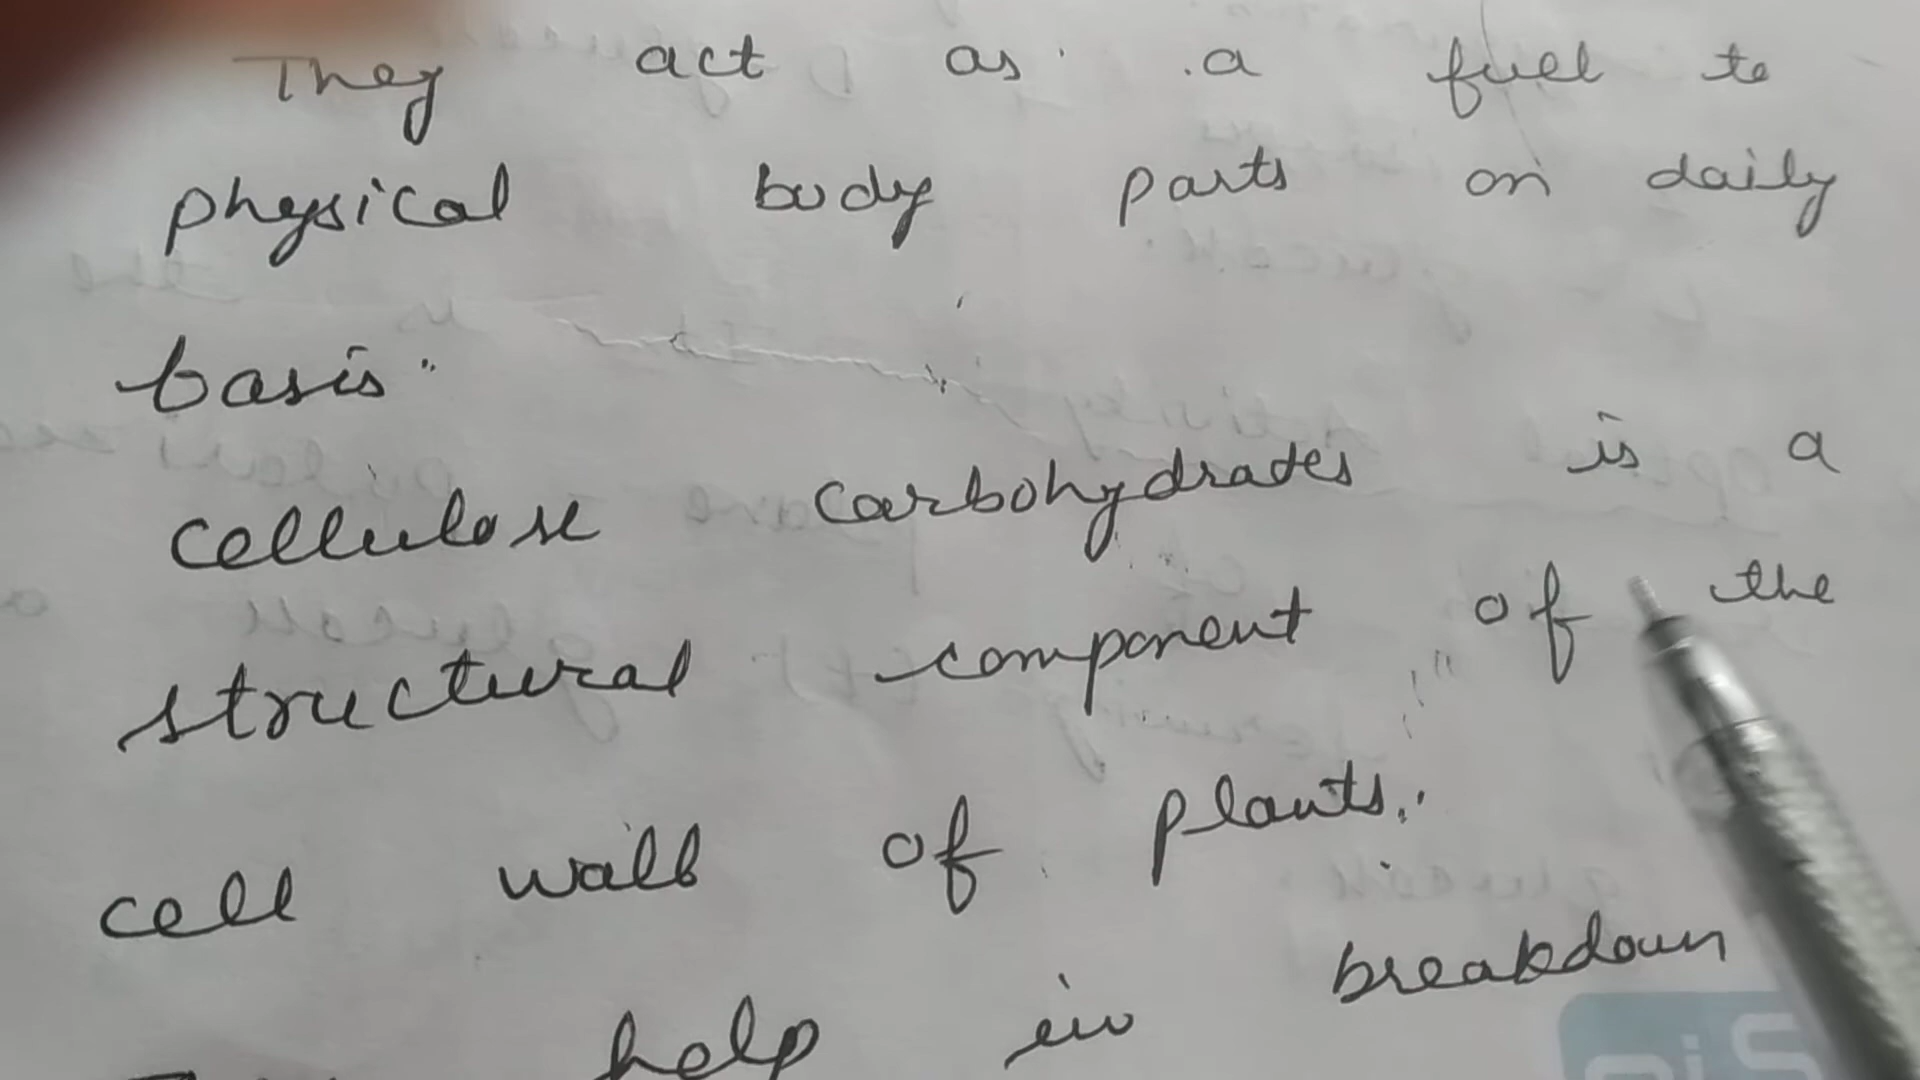 They act as a fuel to
physical body parts on daily
basis.
cellulose carbohydrates is a
structural component of the
cell wall of plants.
help in breakdown